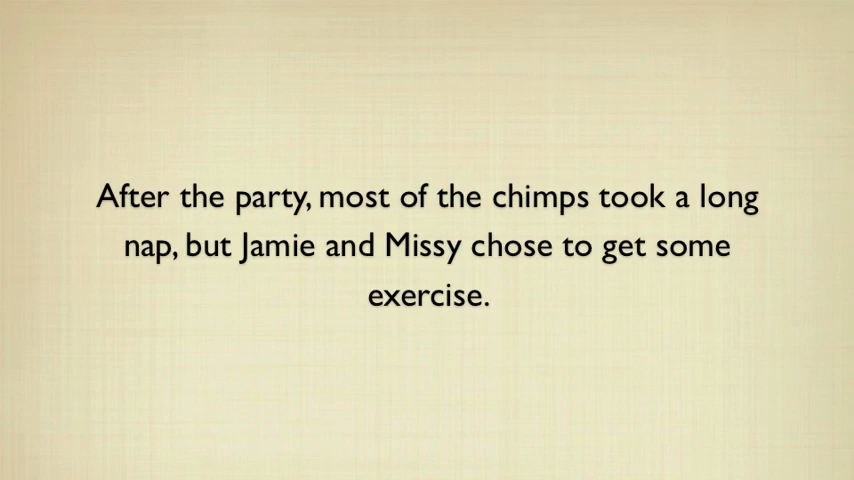 After the party, most of the chimps took a long
nap, but Jamie and Missy chose to get some
exercise.